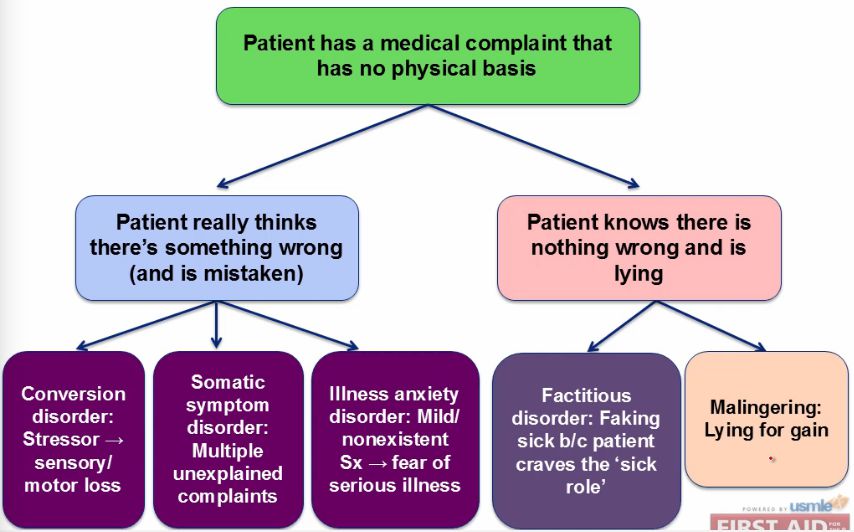 Patient has a medical complaint that
has no physical basis
Patient really thinks
there's something wrong
(and is mistaken)
Patient knows there is
nothing wrong and is
lying
Conversion
disorder:
Stressor →
sensory/
motor loss
Somatic
symptom
disorder:
Multiple
unexplained
complaints
Illness anxiety
disorder: Mild/
nonexistent
Sx → fear of
serious illness
Factitious
disorder: Faking
sick b/c patient
craves the ‘sick
role’
Malingering:
Lying for gain
POWERED BY usmle
FIRST AID FOR THE